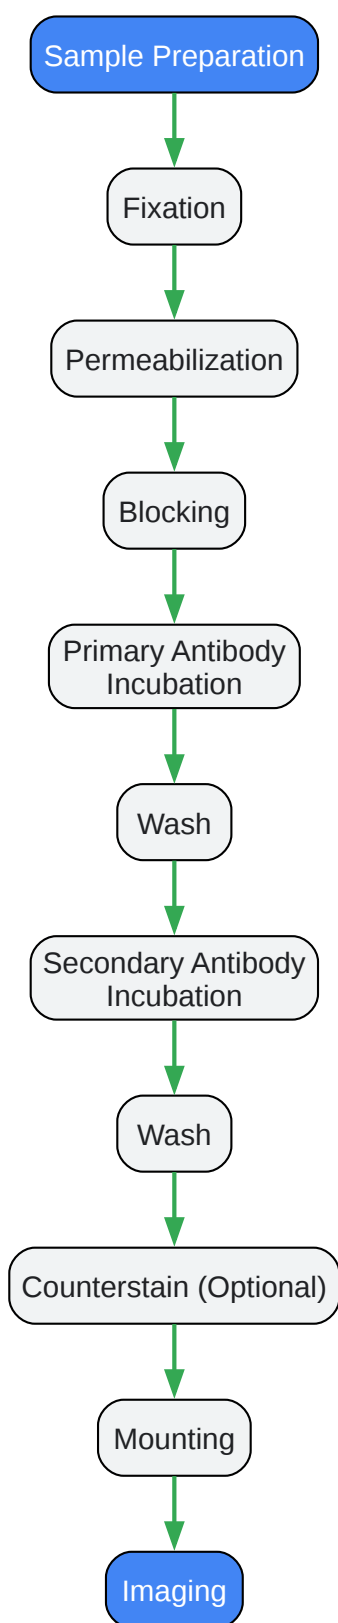 Sample Preparation
Fixation
Permeabilization
Blocking
Primary Antibody
Incubation
Wash
Secondary Antibody
Incubation
Wash
Counterstain (Optional)
Mounting
Imaging